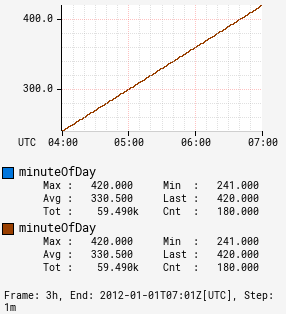 400.0
300.0
UTC 04:00 05:00 06:00 07:00
minuteOfDay
Max : 420.000 Min : 241.000
Avg : 330.500 Last : 420.000
Tot : 59.490k Cnt : 180.000
minuteOfDay
Max : 420.000 Min : 241.000
Avg : 330.500 Last : 420.000
Tot : 59.490k Cnt : 180.000
Frame: 3h, End: 2012-01-01T07:01Z[UTC], Step:
1m